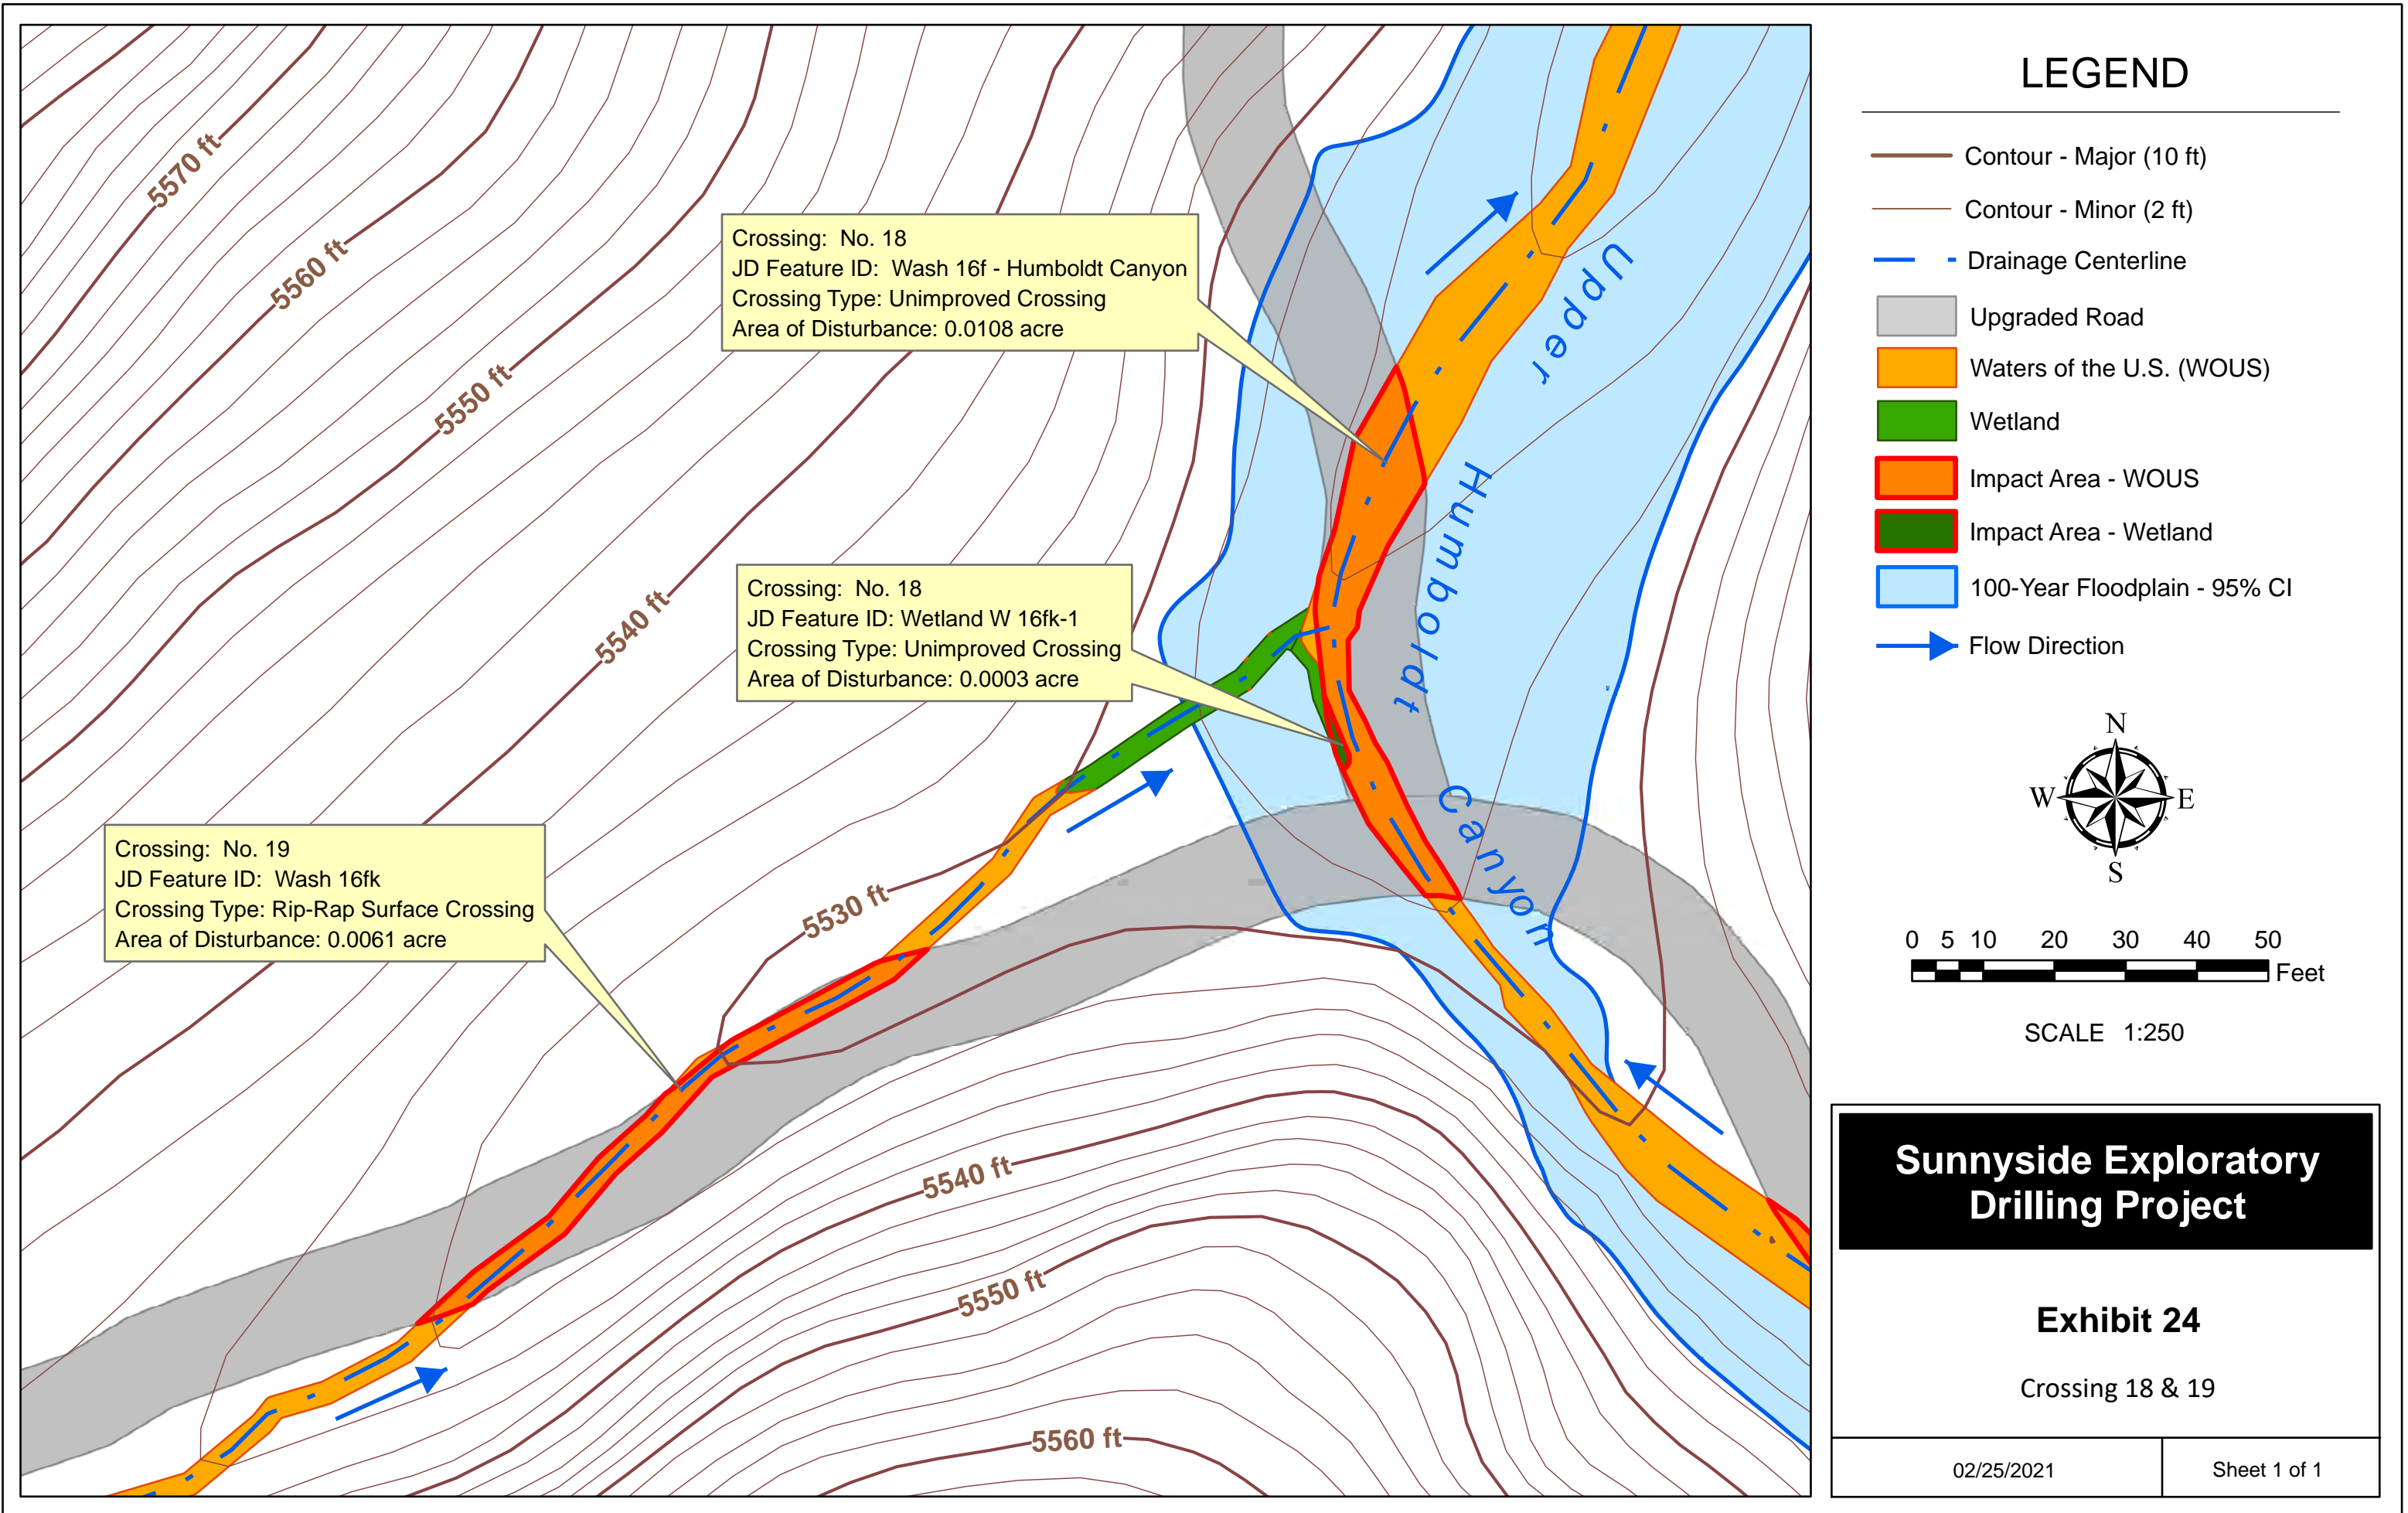 5570 ft
5560 ft
5550 ft
5540 ft
Crossing: No. 18
JD Feature ID: Wash 16f - Humboldt Canyon
Crossing Type: Unimproved Crossing
Area of Disturbance: 0.0108 acre
Crossing: No. 18
JD Feature ID: Wetland W 16fk-1
Crossing Type: Unimproved Crossing
Area of Disturbance: 0.0003 acre
Crossing: No. 19
JD Feature ID: Wash 16fk
Crossing Type: Rip-Rap Surface Crossing
Area of Disturbance: 0.0061 acre
Upper
Humboldt
Canyon
5530 ft
5540 ft
5550 ft
5560 ft
LEGEND
Contour - Major (10 ft)
Contour - Minor (2 ft)
Drainage Centerline
Upgraded Road
Waters of the U.S. (WOUS)
Wetland
Impact Area - WOUS
Impact Area - Wetland
100-Year Floodplain - 95% CI
Flow Direction
N
W E
S
0 5 10 20 30 40 50
Feet
SCALE 1:250
Sunnyside Exploratory
Drilling Project
Exhibit 24
Crossing 18 & 19
02/25/2021
Sheet 1 of 1